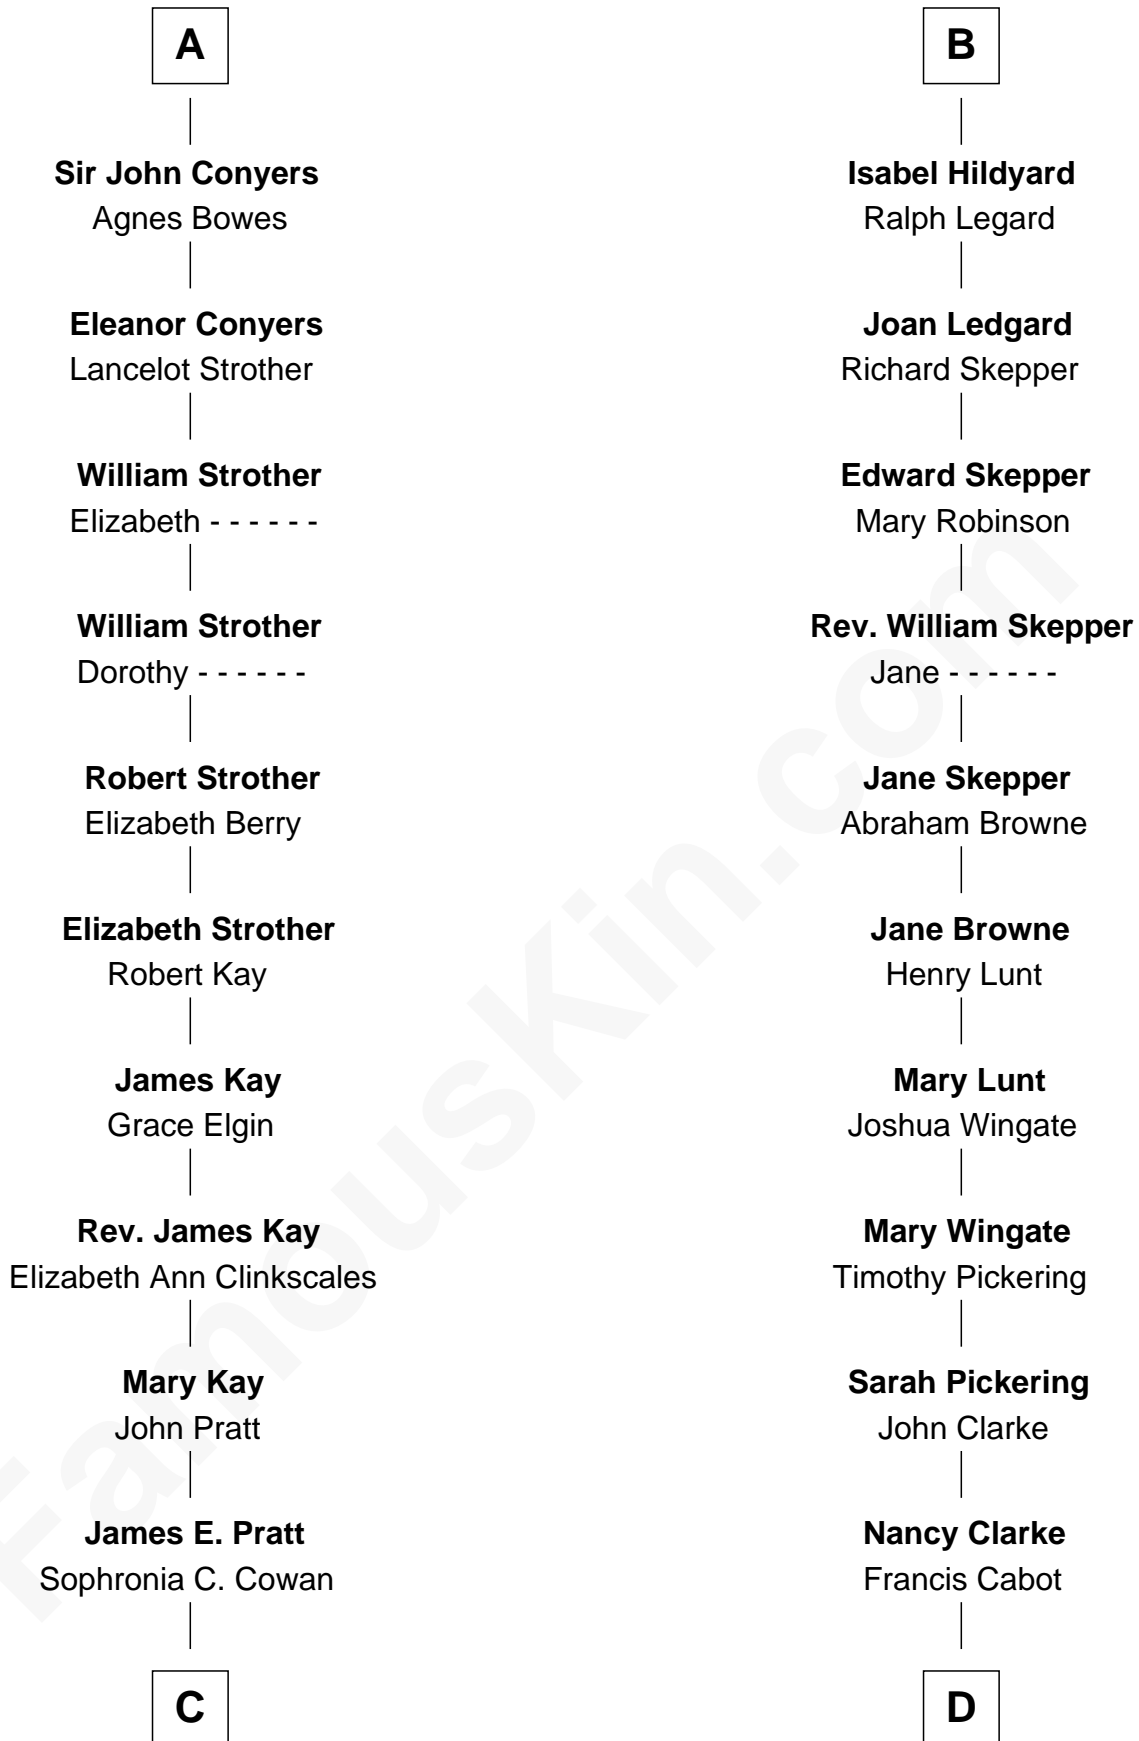 A
Sir John Conyers
Agnes Bowes
Eleanor Conyers
Lancelot Strother
William Strother
Elizabeth - - - - - -
William Strother
Dorothy - - - - - -
Robert Strother
Elizabeth Berry
Elizabeth Strother
Robert Kay
James Kay
Grace Elgin
Rev. James Kay
Elizabeth Ann Clinkscales
Mary Kay
John Pratt
James E. Pratt
Sophronia C. Cowan
C
B
Isabel Hildyard
Ralph Legard
Joan Ledgard
Richard Skepper
Edward Skepper
Mary Robinson
Rev. William Skepper
Jane - - - - - -
Jane Skepper
Abraham Browne
Jane Browne
Henry Lunt
Mary Lunt
Joshua Wingate
Mary Wingate
Timothy Pickering
Sarah Pickering
John Clarke
Nancy Clarke
Francis Cabot
D
FamousKin.com